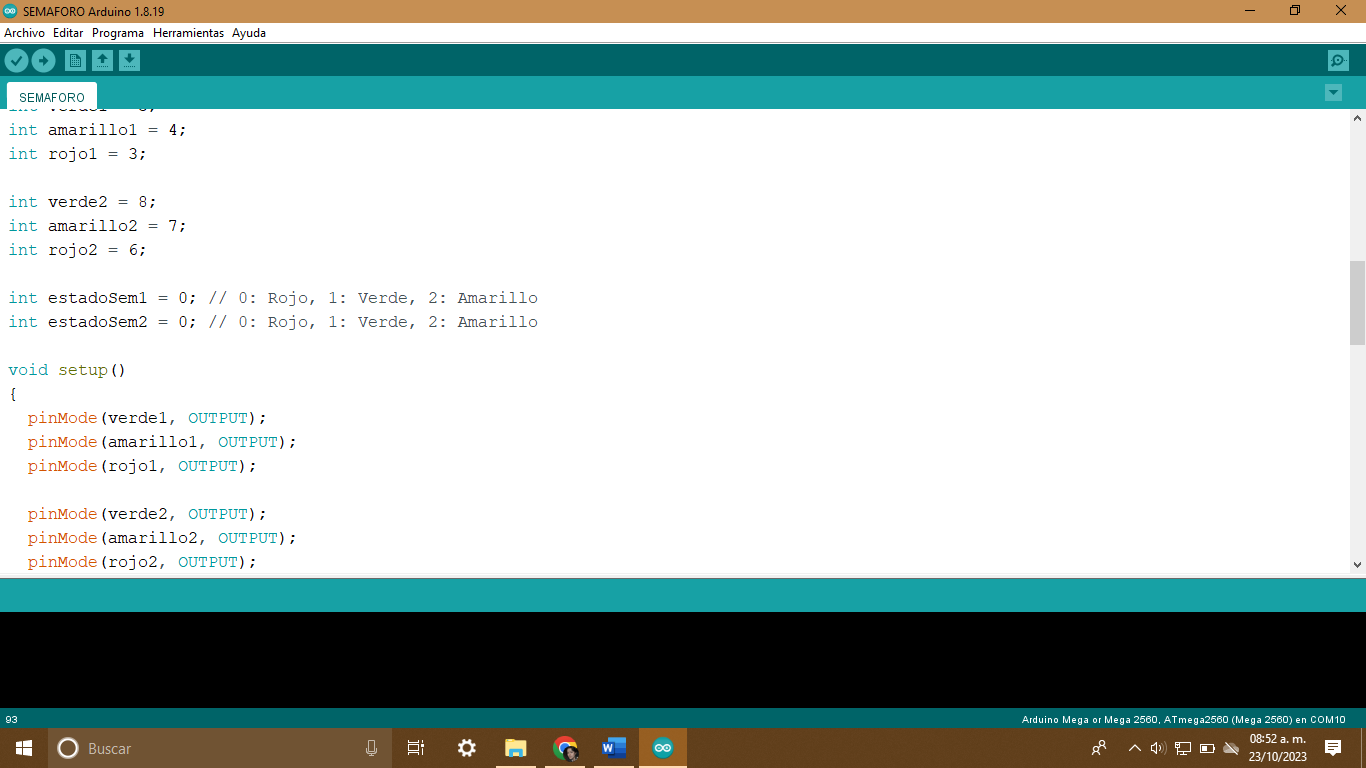 SEMAFORO Arduino 1.8.19
Archivo Editar Programa Herramientas Ayuda
SEMAFORO
int amarillo1 = 4;
int rojo1 = 3;
int verde2 = 8;
int amarillo2 = 7;
int rojo2 = 6;
int estadoSem1 = 0; // 0: Rojo, 1: Verde, 2: Amarillo
int estadoSem2 = 0; // 0: Rojo, 1: Verde, 2: Amarillo
void setup()
{
pinMode(verde1, OUTPUT);
pinMode(amarillo1, OUTPUT);
pinMode(rojo1, OUTPUT);
pinMode(verde2, OUTPUT);
pinMode(amarillo2, OUTPUT);
pinMode(rojo2, OUTPUT);
93
Arduino Mega or Mega 2560, ATmega2560 (Mega 2560) en COM10
Buscar
08:52 a. m.
23/10/2023